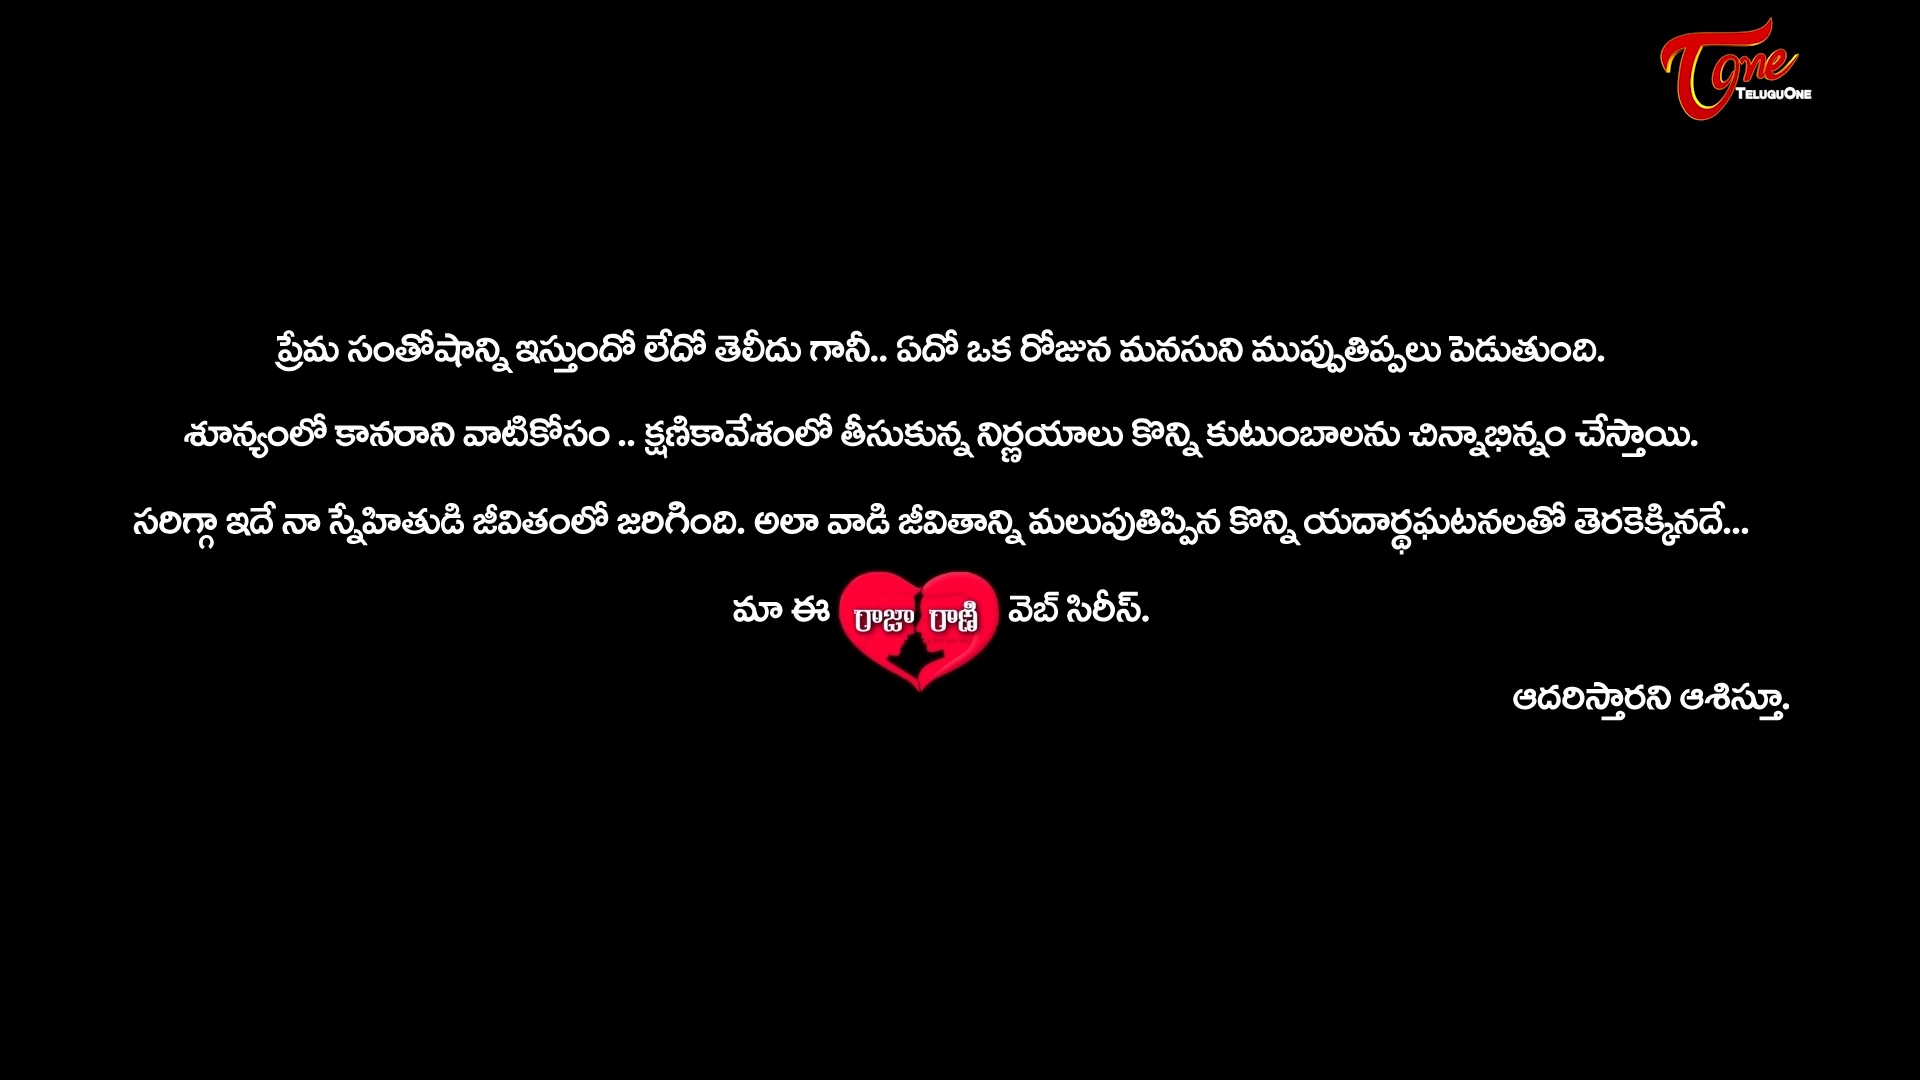 Tone
TELUGUONE
ప్రేమ సంతోషాన్ని ఇస్తుందో లేదో తెలీదు గానీ.. ఏదో ఒక రోజున మనసుని ముప్పుతిప్పలు పెడుతుంది.
శూన్యంలో కానరాని వాటికోసం .. క్షణికావేశంలో తీసుకున్న నిర్ణయాలు కొన్ని కుటుంబాలను చిన్నాభిన్నం చేస్తాయి.
సరిగ్గా ఇదే నా స్నేహితుడి జీవితంలో జరిగింది. అలా వాడి జీవితాన్ని మలుపుతిప్పిన కొన్ని యదార్థఘటనలతో తెరకెక్కినదే...
మా ఈ రాజా రాణి వెబ్ సిరీస్.
ఆదరిస్తారని ఆశిస్తూ.